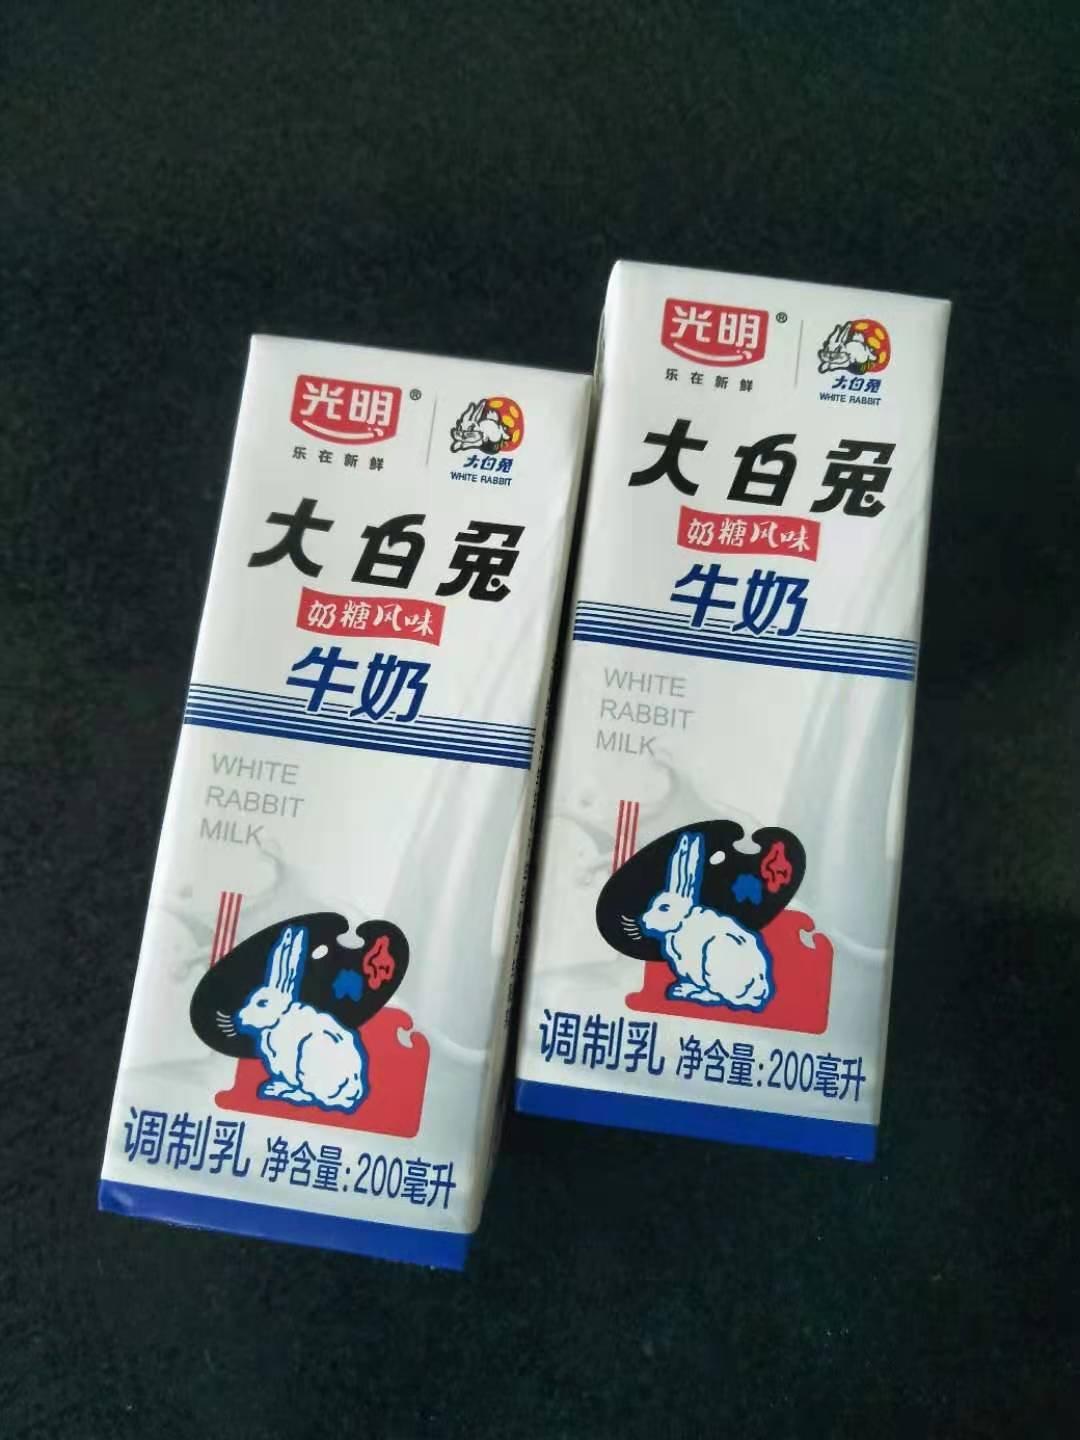 光明®
乐在新鲜
大白兔
WHITE RABBIT
大白兔
奶糖风味
牛奶
WHITE
RABBIT
MILK
调制乳 净含量:200毫升
光明®
乐在新鲜
大白兔
WHITE RABBIT
大白兔
奶糖风味
牛奶
WHITE
RABBIT
MILK
调制乳 净含量:200毫升